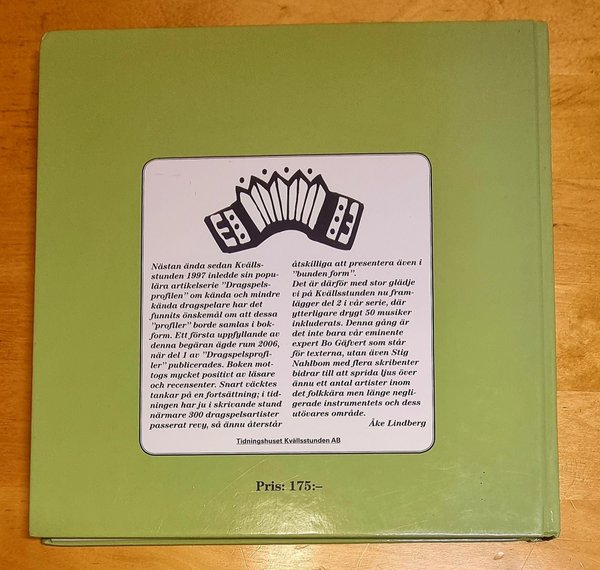 Nästan ända sedan Kvälls-
stunden 1997 inledde sin popu-
lära artikelserie "Dragspels-
profilen" om kända och mindre
kända dragspelare har det
funnits önskemål om att dessa
"profiler" borde samlas i bok-
form. Ett första uppfyllande av
denna begäran ägde rum 2006,
när del 1 av "Dragspelsprofi-
ler" publicerades. Boken mot-
togs mycket positivt av läsare
och recensenter. Snart väcktes
tankar på en fortsättning; i tid-
ningen har ju i skrivande stund
närmare 300 dragspelsartister
passerat revy, så ännu återstår
åtskilliga att presentera även i
"bunden form".
Det är därför med stor glädje
vi på Kvällsstunden nu fram-
lägger del 2 i vår serie, där
ytterligare drygt 50 musiker
inkluderats. Denna gång är
det inte bara vår eminente
expert Bo Gäfvert som står
för texterna, utan även Stig
Nahlbom med flera skribenter
bidrar till att sprida ljus över
ännu ett antal artister inom
det folkkära men länge negli-
gerade instrumentets och dess
utövares område.
Åke Lindberg
Tidningshuset Kvällsstunden AB
Pris: 175:-